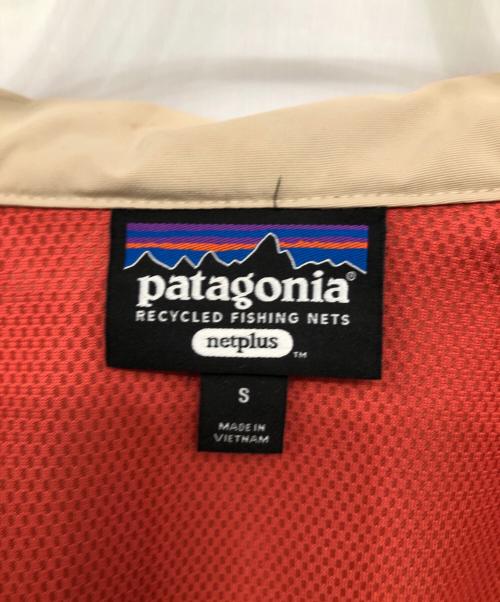 patagonia®
RECYCLED FISHING NETS
netplus™
S
MADE IN
VIETNAM